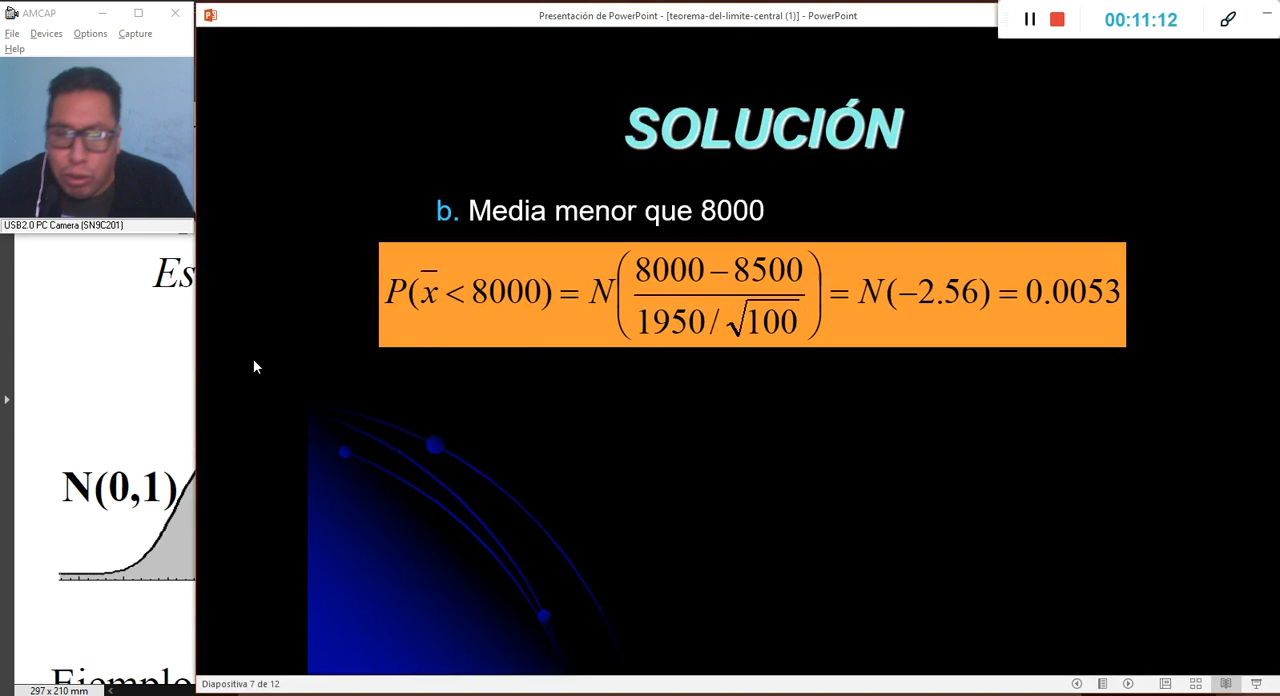 AMCAP
File Devices Options Capture
Help
USB2.0 PC Camera (SN9C201)
Presentación de PowerPoint - [teorema-del-limite-central (1)] - PowerPoint
00:11:12
SOLUCIÓN
b. Media menor que 8000
P(x̅ < 8000) = N((8000 – 8500) / (1950 / √100)) = N(−2.56) = 0.0053
Es
N(0,1)
Ejemplo
297 x 210 mm
Diapositiva 7 de 12